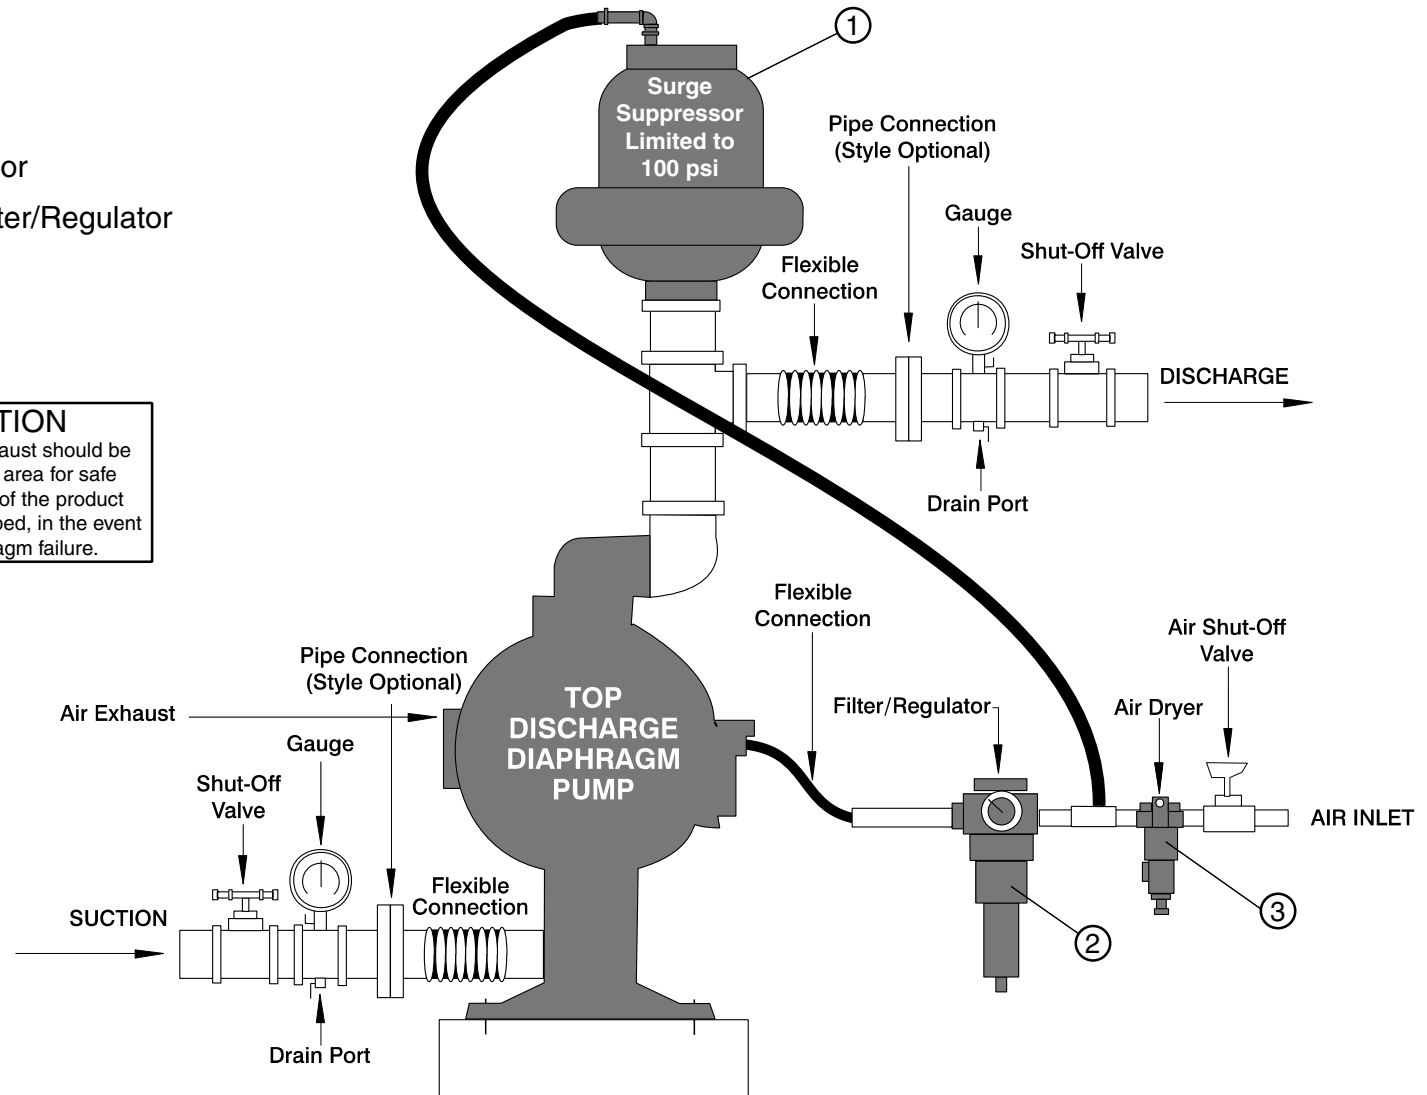 1
Surge
Suppressor
Limited to
100 psi
Pipe Connection
(Style Optional)
or
ter/Regulator
Gauge
Shut-Off Valve
Flexible
Connection
DISCHARGE
TION
aust should be
area for safe
of the product
ped, in the event
agm failure.
Drain Port
Flexible
Connection
Air Shut-Off
Valve
Pipe Connection
(Style Optional)
TOP
DISCHARGE
DIAPHRAGM
PUMP
Filter/Regulator
Air Dryer
Air Exhaust
Gauge
Shut-Off
Valve
AIR INLET
Flexible
Connection
SUCTION
3
2
Drain Port